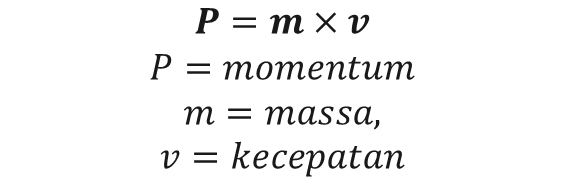 P = m × v
P = momentum
m = massa,
v = kecepatan